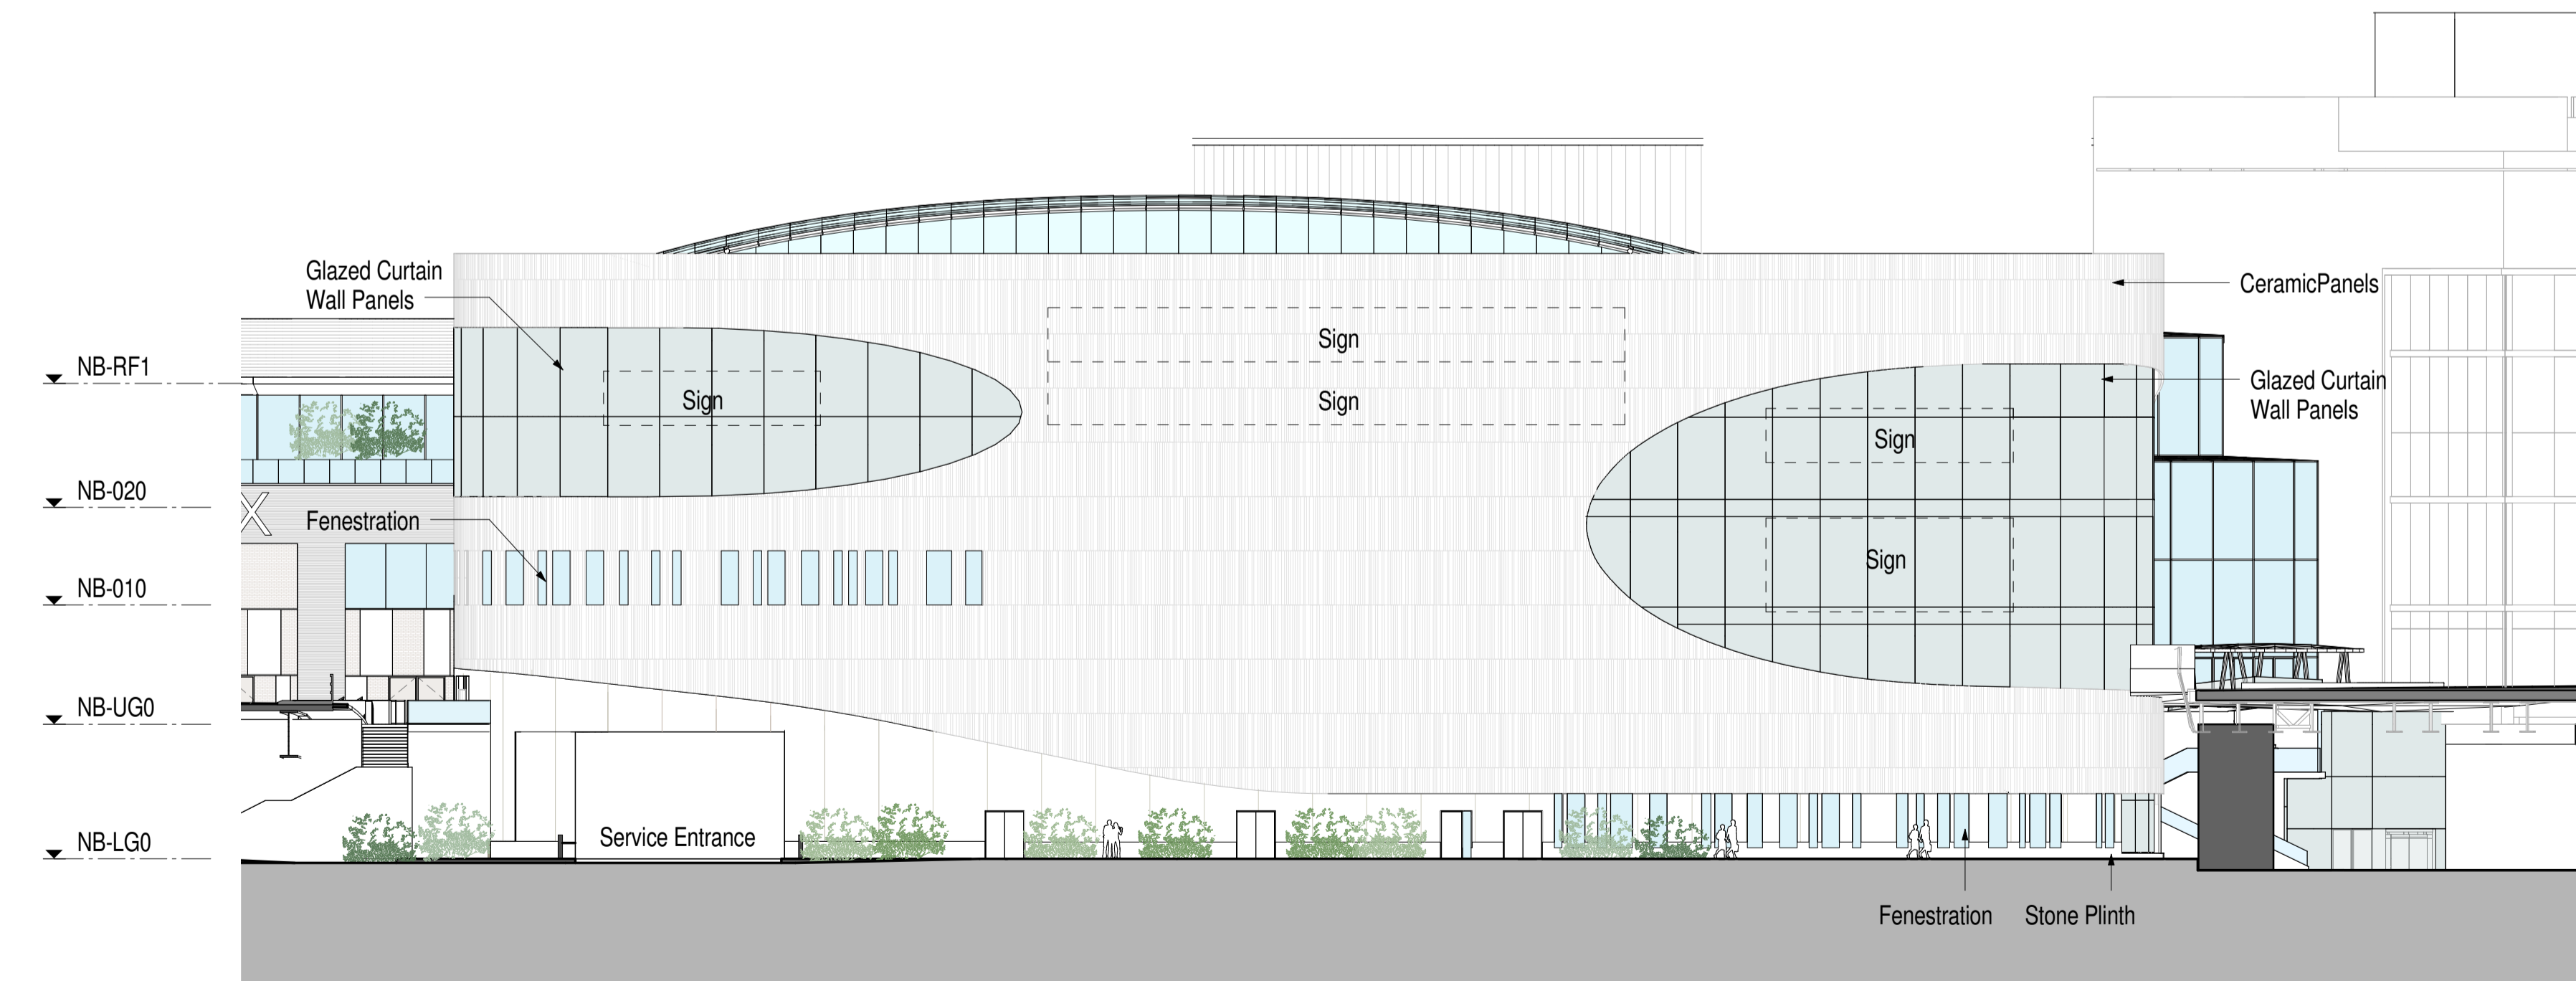 Glazed Curtain
Wall Panels
CeramicPanels
Sign
NB-RF1
Sign
Sign
Glazed Curtain
Wall Panels
Sign
NB-020
X
Fenestration
Sign
NB-010
NB-UG0
NB-LG0
Service Entrance
Fenestration
Stone Plinth